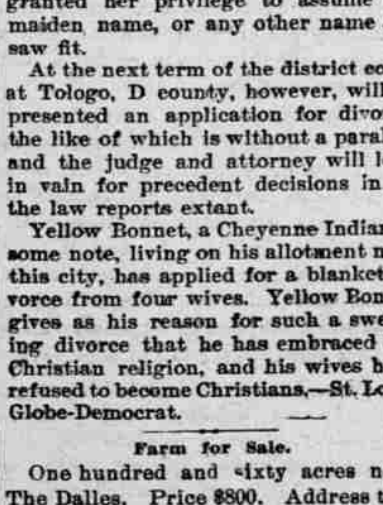 granted her privilege to assume
maiden name, or any other name
saw fit.
At the next term of the district co
at Tologo, D county, however, will
presented an application for divo
the like of which is without a paral
and the judge and attorney will l
in vain for precedent decisions in
the law reports extant.
Yellow Bonnet, a Cheyenne Indian
some note, living on his allotment n
this city, has applied for a blanket
vorce from four wives. Yellow Bon
gives as his reason for such a swe
ing divorce that he has embraced
Christian religion, and his wives h
refused to become Christians,—St. Lo
Globe-Democrat.
Farm for Sale.
One hundred and sixty acres n
The Dalles. Price $800. Address t